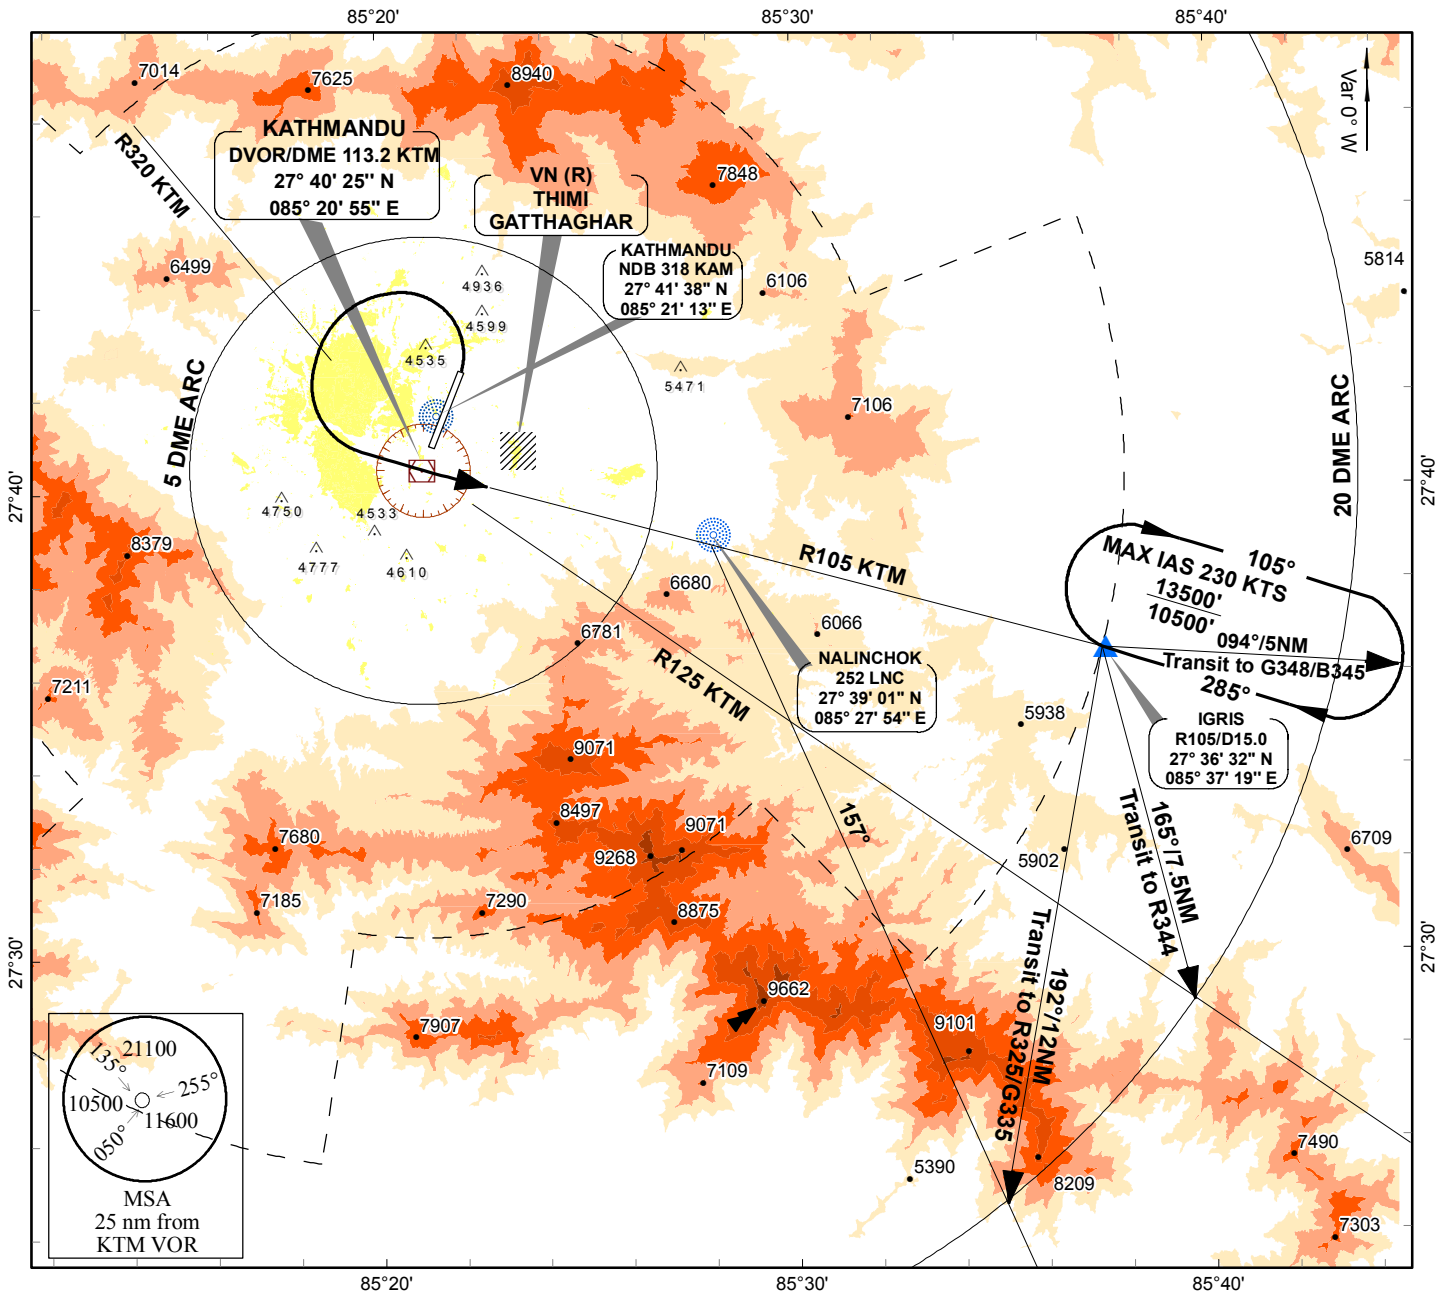 85°20'
85°30'
85°40'
7014
7625
8940
Var 0° W
KATHMANDU
DVOR/DME 113.2 KTM
27° 40' 25'' N
085° 20' 55'' E
R320 KTM
VN (R)
THIMI
GATTHAGHAR
7848
KATHMANDU
NDB 318 KAM
27° 41' 38'' N
085° 21' 13'' E
5814
6499
4936
6106
4599
4535
5471
5 DME ARC
7106
20 DME ARC
27°40'
27°40'
4750
4533
4777
4610
8379
R105 KTM
MAX IAS 230 KTS
105°
13500'
10500'
094°/5NM
Transit to G348/B345
285°
6680
6066
6781
R125 KTM
NALINCHOK
252 LNC
27° 39' 01'' N
085° 27' 54'' E
7211
5938
IGRIS
R105/D15.0
27° 36' 32'' N
085° 37' 19'' E
9071
8497
157°
165°/7.5NM
Transit to R344
7680
9071
9268
5902
6709
7185
7290
8875
27°30'
27°30'
192°/12NM
Transit to R325/G335
9662
7907
9101
7109
135°
21100
255°
10500
11600
050°
MSA
25 nm from
KTM VOR
5390
8209
7490
7303
85°20'
85°30'
85°40'